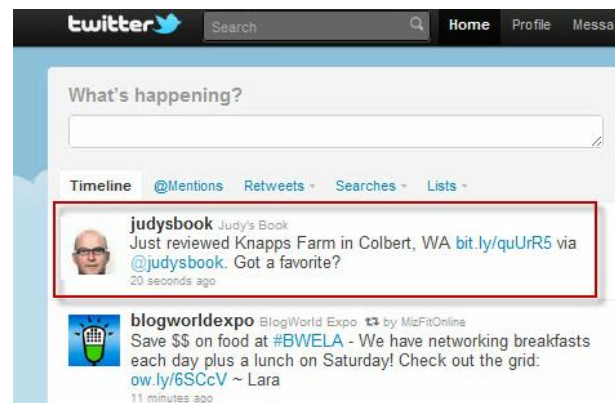 twitter
Search
Home Profile Messa
What's happening?
Timeline @Mentions Retweets Searches Lists
judysbook Judy's Book
Just reviewed Knapps Farm in Colbert, WA bit.ly/quUrR5 via
@judysbook. Got a favorite?
20 seconds ago
blogworldexpo BlogWorld Expo by MizFitOnline
Save $$ on food at #BWELA - We have networking breakfasts
each day plus a lunch on Saturday! Check out the grid:
ow.ly/6SCcV ~ Lara
11 minutes ago